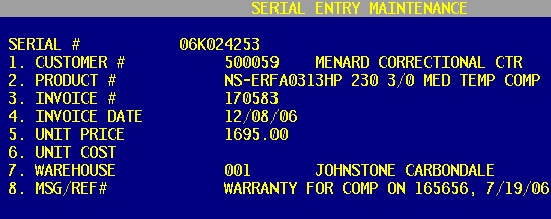 SERIAL ENTRY MAINTENANCE
SERIAL # 06K024253
1. CUSTOMER # 500059 MENARD CORRECTIONAL CTR
2. PRODUCT # NS-ERFA0313HP 230 3/0 MED TEMP COMP
3. INVOICE # 170583
4. INVOICE DATE 12/08/06
5. UNIT PRICE 1695.00
6. UNIT COST
7. WAREHOUSE 001 JOHNSTONE CARBONDALE
8. MSG/REF# WARRANTY FOR COMP ON 165656, 7/19/06